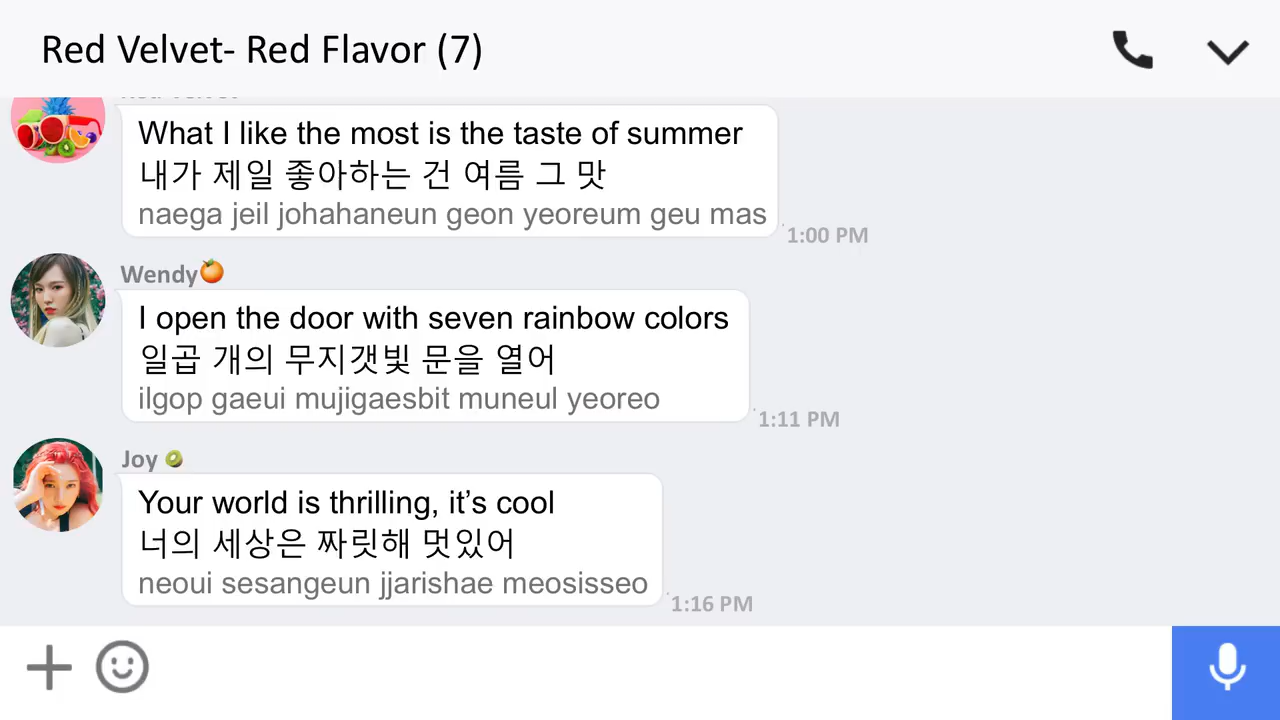 Red Velvet- Red Flavor (7)
What I like the most is the taste of summer
내가 제일 좋아하는 건 여름 그 맛
naega jeil johahaneun geon yeoreum geu mas
1:00 PM
Wendy🍊
I open the door with seven rainbow colors
일곱 개의 무지갯빛 문을 열어
ilgop gaeui mujigaesbit muneul yeoreo
1:11 PM
Joy 🥝
Your world is thrilling, it’s cool
너의 세상은 짜릿해 멋있어
neoui sesangeun jjarishae meosisseo
1:16 PM